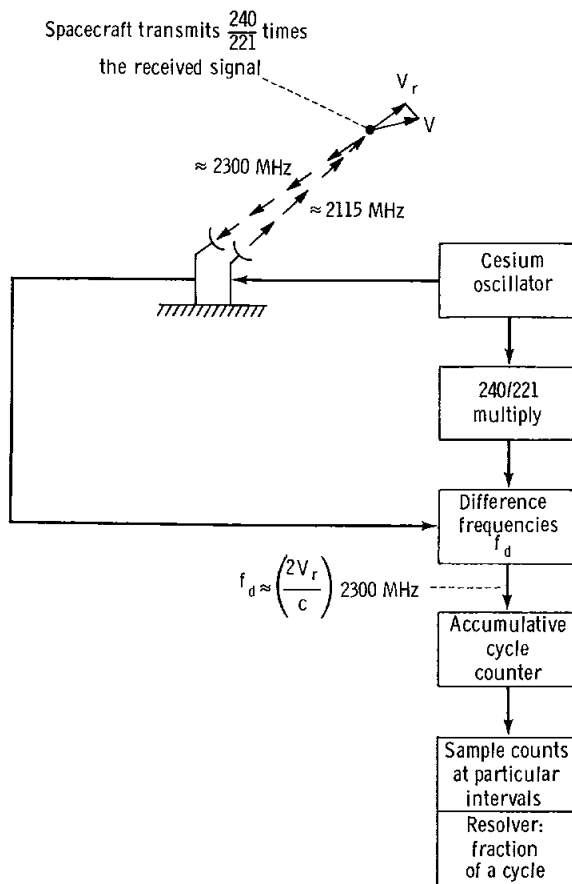 Spacecraft transmits 240/221 times
the received signal
V_r
V
≈ 2300 MHz
≈ 2115 MHz
Cesium
oscillator
240/221
multiply
Difference
frequencies
f_d
f_d ≈ (2V_r/c) 2300 MHz
Accumulative
cycle
counter
Sample counts
at particular
intervals
Resolver:
fraction
of a cycle